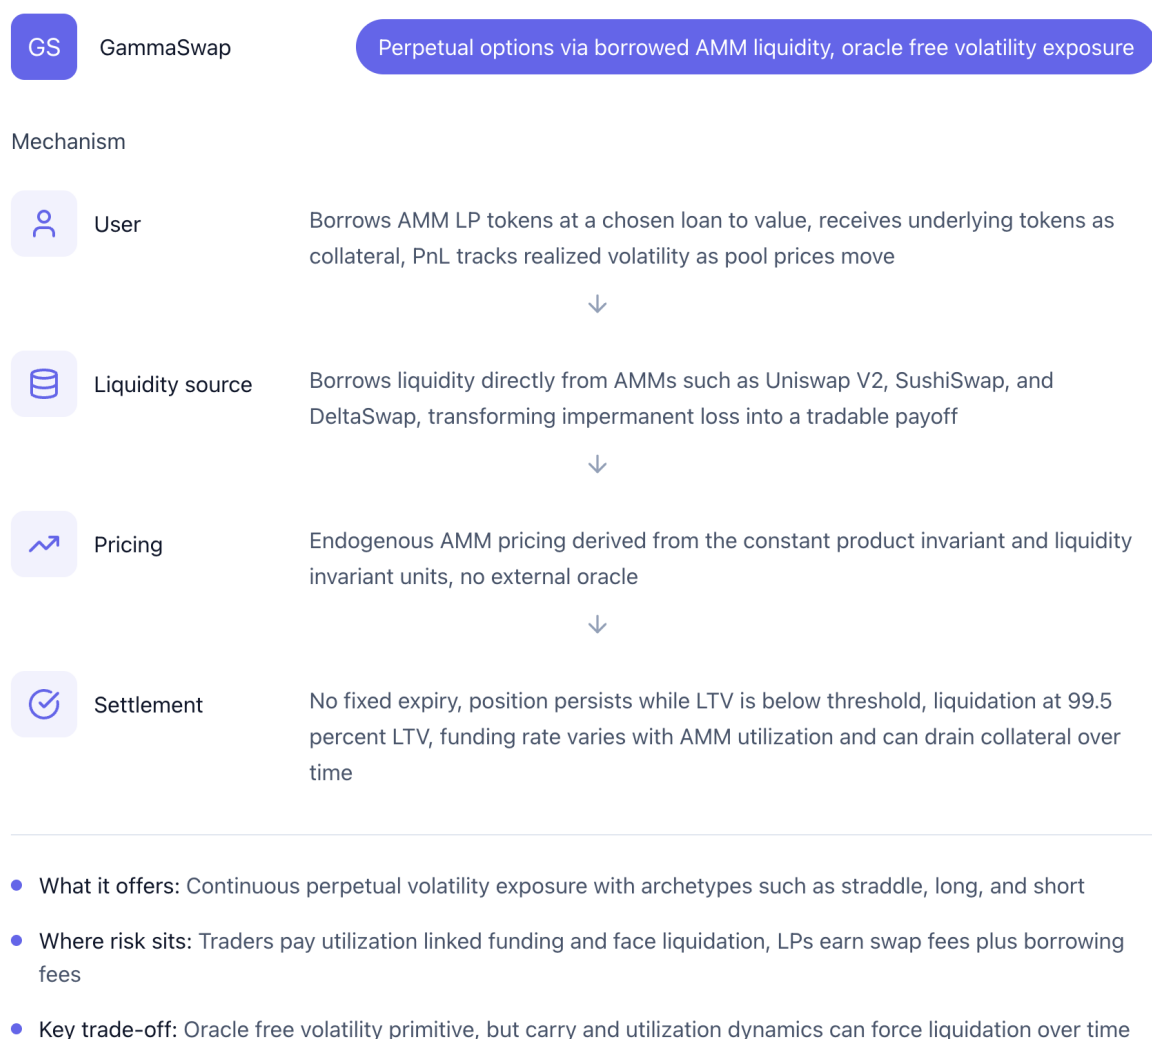 GS
GammaSwap
Perpetual options via borrowed AMM liquidity, oracle free volatility exposure
Mechanism
User
Borrows AMM LP tokens at a chosen loan to value, receives underlying tokens as
collateral, PnL tracks realized volatility as pool prices move
Liquidity source
Borrows liquidity directly from AMMs such as Uniswap V2, SushiSwap, and
DeltaSwap, transforming impermanent loss into a tradable payoff
Pricing
Endogenous AMM pricing derived from the constant product invariant and liquidity
invariant units, no external oracle
Settlement
No fixed expiry, position persists while LTV is below threshold, liquidation at 99.5
percent LTV, funding rate varies with AMM utilization and can drain collateral over
time
What it offers: Continuous perpetual volatility exposure with archetypes such as straddle, long, and short
Where risk sits: Traders pay utilization linked funding and face liquidation, LPs earn swap fees plus borrowing
fees
Key trade-off: Oracle free volatility primitive, but carry and utilization dynamics can force liquidation over time